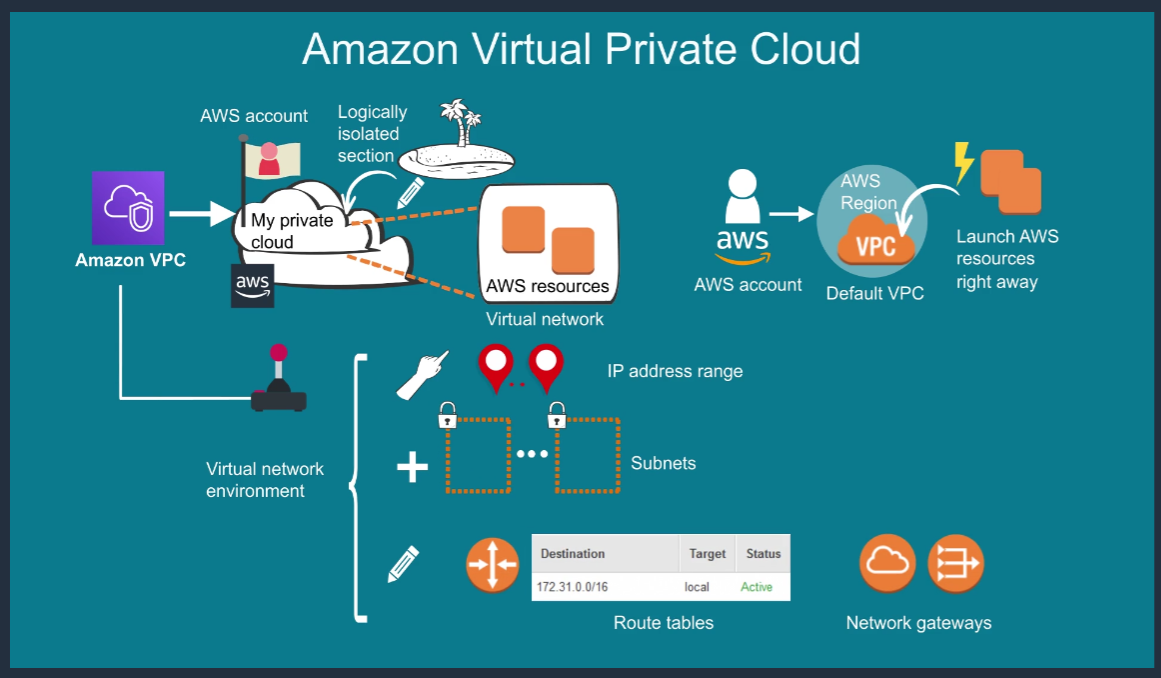 Amazon Virtual Private Cloud
AWS account
Logically
isolated
section
My private
cloud
Amazon VPC
aws
AWS resources
Virtual network
aws
AWS account
AWS
Region
VPC
Default VPC
Launch AWS
resources
right away
IP address range
Virtual network
environment
Subnets
Destination Target Status
172.31.0.0/16 local Active
Route tables
Network gateways